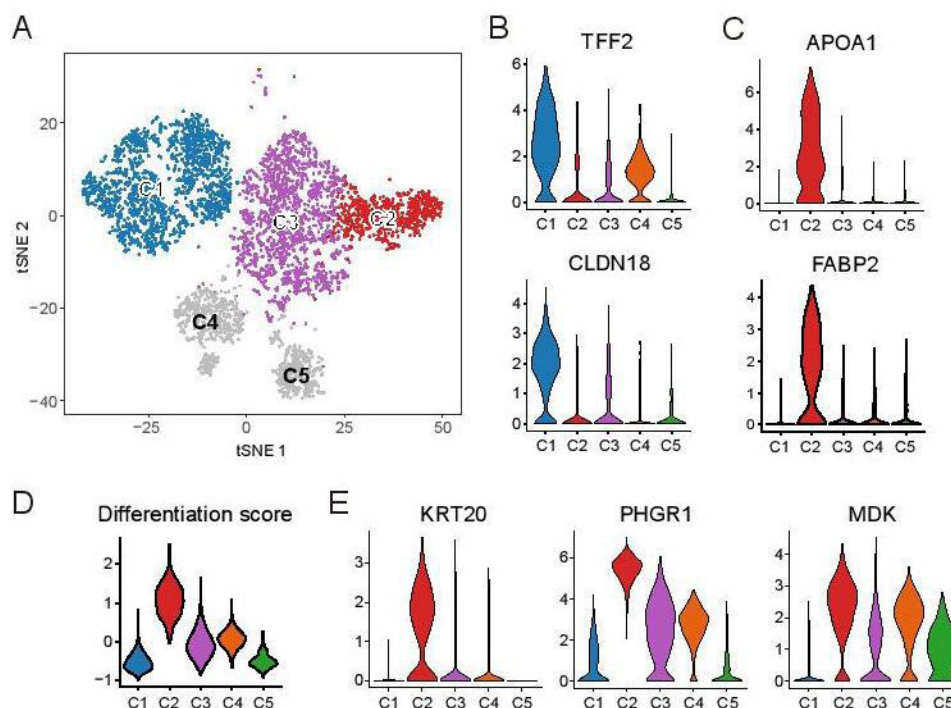 A
20
0
−20
−40
tSNE 2
−25
0
25
50
tSNE 1
C1
C3
C2
C4
C5
B
TFF2
6
4
2
0
C1 C2 C3 C4 C5
CLDN18
4
3
2
1
0
C1 C2 C3 C4 C5
C
APOA1
6
4
2
0
C1 C2 C3 C4 C5
FABP2
4
3
2
1
0
C1 C2 C3 C4 C5
D
Differentiation score
2
1
0
−1
C1 C2 C3 C4 C5
E
KRT20
3
2
1
0
C1 C2 C3 C4 C5
PHGR1
6
4
2
0
C1 C2 C3 C4 C5
MDK
4
3
2
1
0
C1 C2 C3 C4 C5